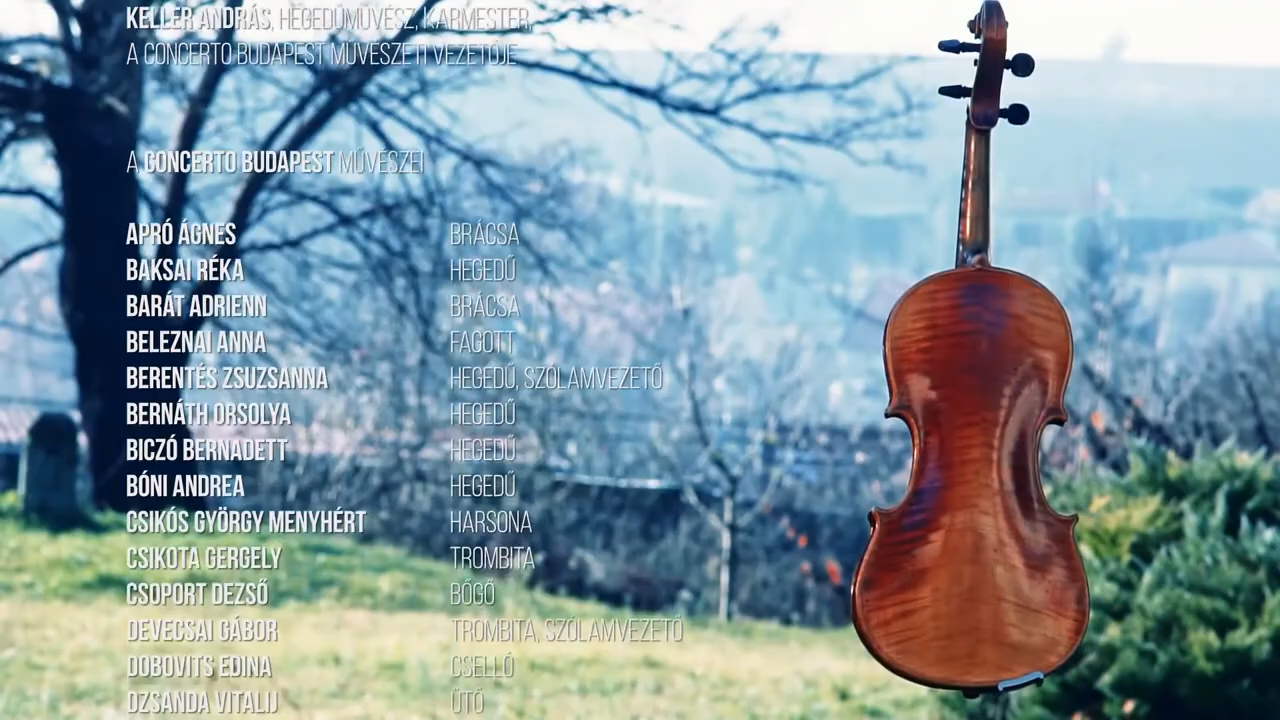 KELLER ANDRÁS, HEGEDŰMŰVÉSZ, KARMESTER,
A CONCERTO BUDAPEST MŰVÉSZETI VEZETŐJE
A CONCERTO BUDAPEST MŰVÉSZEI
APRÓ ÁGNES BRÁCSA
BAKSAI RÉKA HEGEDŰ
BARÁT ADRIENN BRÁCSA
BELEZNAI ANNA FAGOTT
BERENTÉS ZSUZSANNA HEGEDŰ, SZÓLAMVEZETŐ
BERNÁTH ORSOLYA HEGEDŰ
BICZÓ BERNADETT HEGEDŰ
BÓNI ANDREA HEGEDŰ
CSIKÓS GYÖRGY MENYHÉRT HARSONA
CSIKOTA GERGELY TROMBITA
CSOPORT DEZSŐ BŐGŐ
DEVECSAI GÁBOR TROMBITA, SZÓLAMVEZETŐ
DOBOVITS EDINA CSELLÓ
DZSANDA VITALIJ ÜTŐ